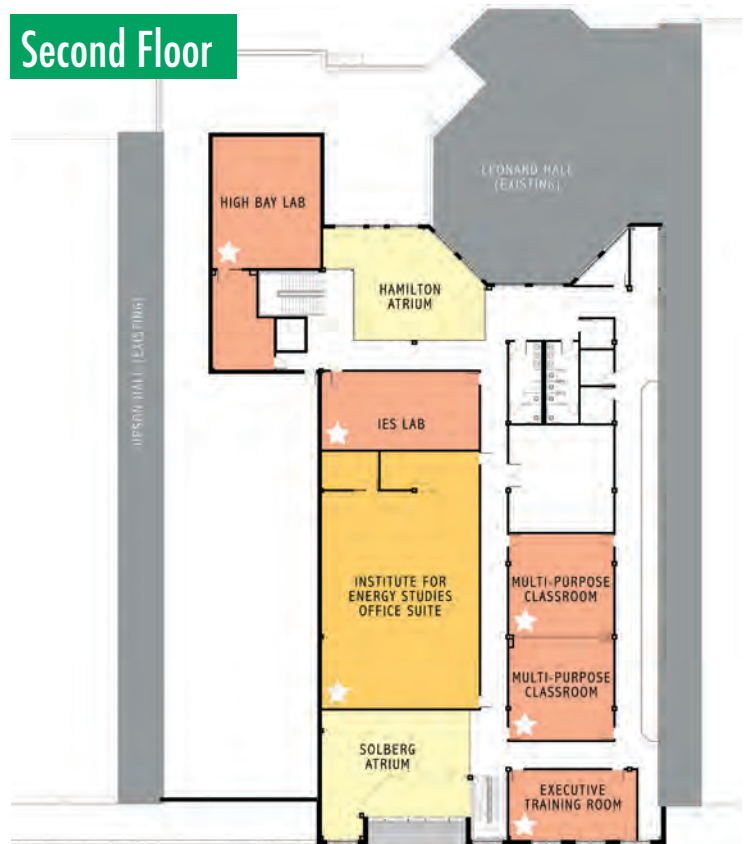 Second Floor
LEONARD HALL
(EXISTING)
HIGH BAY LAB
HAMILTON
ATRIUM
UPSON HALL (EXISTING)
IES LAB
INSTITUTE FOR
ENERGY STUDIES
OFFICE SUITE
MULTI-PURPOSE
CLASSROOM
MULTI-PURPOSE
CLASSROOM
SOLBERG
ATRIUM
EXECUTIVE
TRAINING ROOM